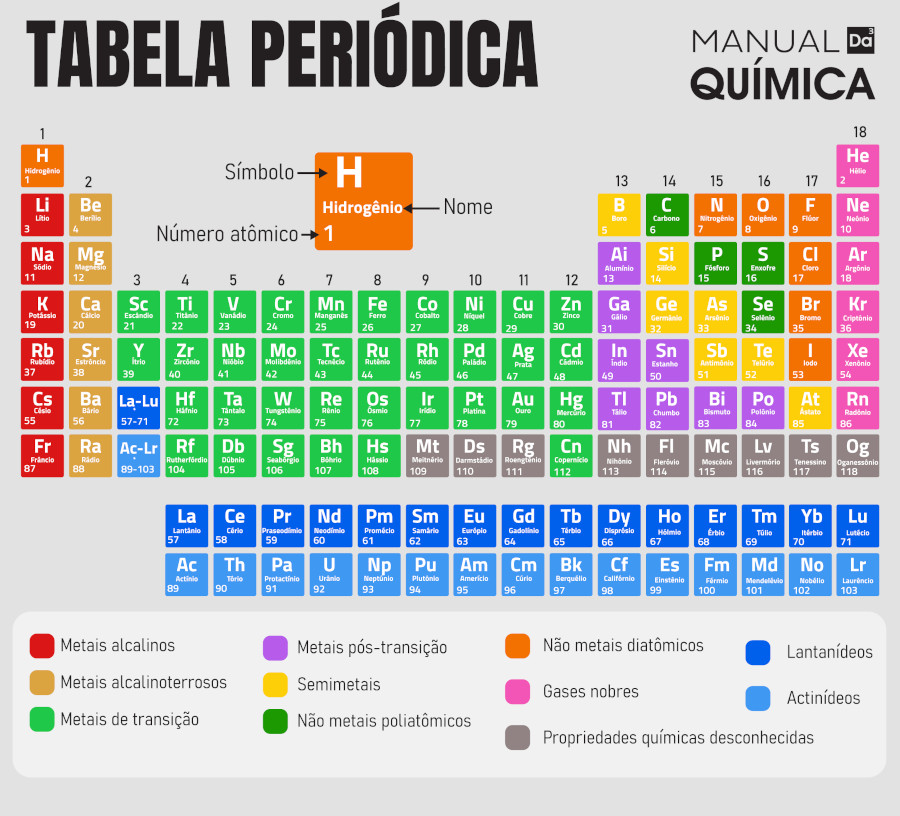 TABELA PERIÓDICA
MANUAL Da³
QUÍMICA
1
18
H
Hidrogênio
1
Símbolo
H
Hidrogênio
Nome
Número atômico
1
He
Hélio
2
2
13 14 15 16 17
Li Be B C N O F Ne
Lítio Berílio Boro Carbono Nitrogênio Oxigênio Flúor Neônio
3 4 5 6 7 8 9 10
Na Mg Ai Si P S Cl Ar
Sódio Magnésio Alumínio Silício Fósforo Enxofre Cloro Argônio
11 12 13 14 15 16 17 18
3 4 5 6 7 8 9 10 11 12
K Ca Sc Ti V Cr Mn Fe Co Ni Cu Zn Ga Ge As Se Br Kr
Potássio Cálcio Escândio Titânio Vanádio Cromo Manganês Ferro Cobalto Níquel Cobre Zinco Gálio Germe Arsênio Selênio Bromo Criptônio
19 20 21 22 23 24 25 26 27 28 29 30 31 32 33 34 35 36
Rb Sr Y Zr Nb Mo Tc Ru Rh Pd Ag Cd In Sn Sb Te I Xe
Rubídio Estrôncio Ítrio Zircônio Nióbio Molibdênio Tecnécio Rutênio Ródio Paládio Prata Cádmio Índio Estanho Antimônio Telúrio Iodo Xenônio
37 38 39 40 41 42 43 44 45 46 47 48 49 50 51 52 53 54
Cs Ba La-Lu Hf Ta W Re Os Ir Pt Au Hg Tl Pb Bi Po At Rn
Césio Bário Háfnio Tântalo Tungstênio Rênio Ósmio Irídio Platina Ouro Mercúrio Tálio Chumbo Bismuto Polônio Ástato Radônio
55 56 57-71 72 73 74 75 76 77 78 79 80 81 82 83 84 85 86
Fr Ra Ac-Lr Rf Db Sg Bh Hs Mt Ds Rg Cn Nh Fl Mc Lv Ts Og
Frâncio Rádio Rutherfórdio Dúbnio Seabórgio Bóhrio Hássio Meitnério Darmstádio Roengtênio Copernício Nihônio Fleróvio Moscóvio Livermório Tenessino Oganessônio
87 88 89-103 104 105 106 107 108 109 110 111 112 113 114 115 116 117 118
La Ce Pr Nd Pm Sm Eu Gd Tb Dy Ho Er Tm Yb Lu
Lantânio Cério Praseodímio Neodímio Promécio Samário Európio Gadolínio Térbio Disprósio Hólmio Érbio Túlio Itérbio Lutécio
57 58 59 60 61 62 63 64 65 66 67 68 69 70 71
Ac Th Pa U Np Pu Am Cm Bk Cf Es Fm Md No Lr
Actínio Tório Protactínio Urânio Neptúnio Plutônio Amerício Cúrio Berquélio Califórnio Einstênio Férmio Mendelévio Nobélio Laurêncio
89 90 91 92 93 94 95 96 97 98 99 100 101 102 103
Metais alcalinos
Metais alcalinoterrosos
Metais de transição
Metais pós-transição
Semimetais
Não metais poliatômicos
Não metais diatômicos
Gases nobres
Propriedades químicas desconhecidas
Lantanídeos
Actinídeos